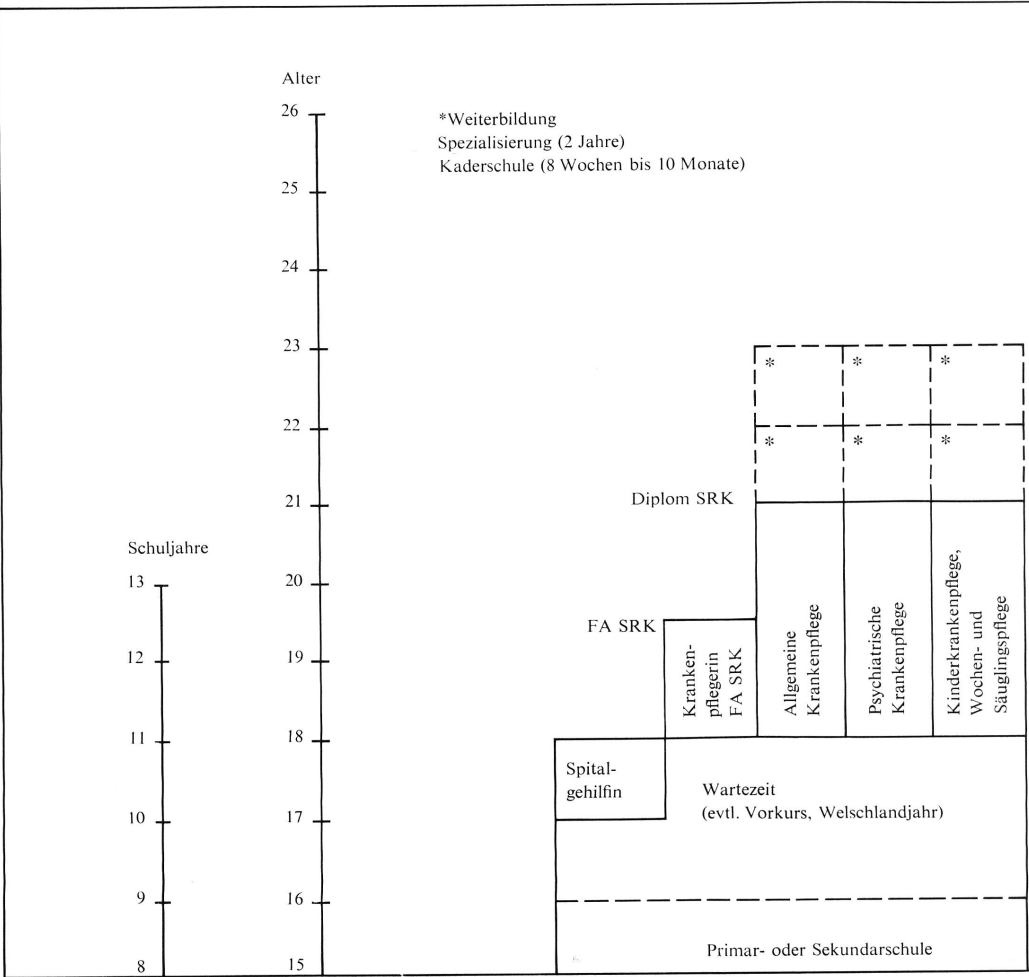 Alter
26
*Weiterbildung
Spezialisierung (2 Jahre)
Kaderschule (8 Wochen bis 10 Monate)
25
24
23
* * *
22
* * *
21
Diplom SRK
Schuljahre
13
20
FA SRK
12
19
Kranken-
pflegerin
FA SRK
Allgemeine
Krankenpflege
Psychiatrische
Krankenpflege
Kinderkrankenpflege,
Wochen- und
Säuglingspflege
11
18
Spital-
gehilfin
Wartezeit
(evtl. Vorkurs, Welschlandjahr)
10
17
9
16
Primar- oder Sekundarschule
8
15